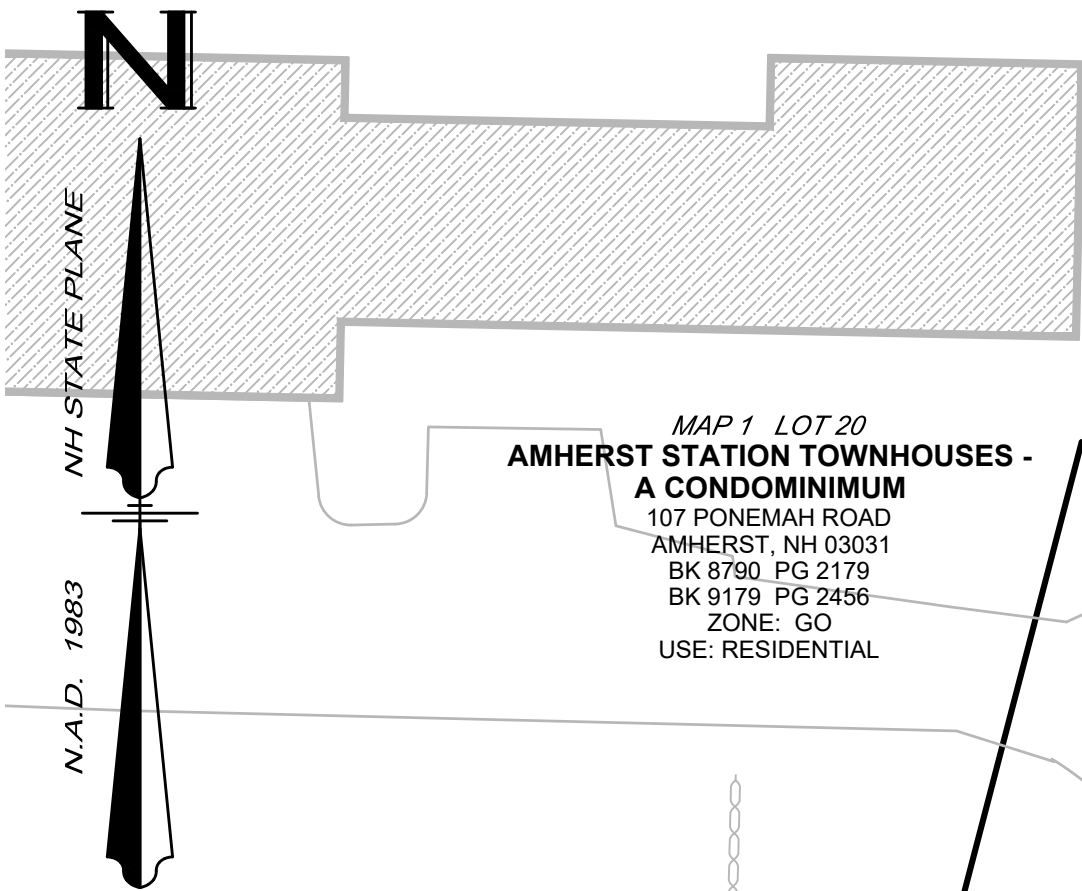 N
NH STATE PLANE
N.A.D. 1983
MAP 1 LOT 20
AMHERST STATION TOWNHOUSES -
A CONDOMINIMUM
107 PONEMAH ROAD
AMHERST, NH 03031
BK 8790 PG 2179
BK 9179 PG 2456
ZONE: GO
USE: RESIDENTIAL